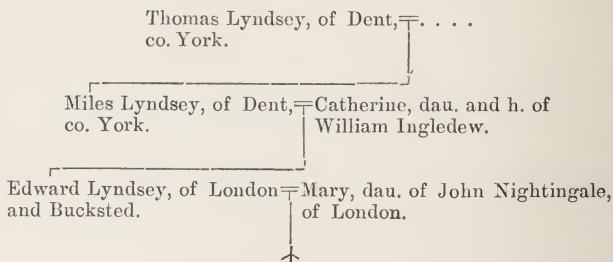 Thomas Lyndsey, of Dent,╤. . . .
co. York.
Miles Lyndsey, of Dent,╤Catherine, dau. and h. of
co. York. William Ingledew.
Edward Lyndsey, of London╤Mary, dau. of John Nightingale,
and Bucksted. of London.